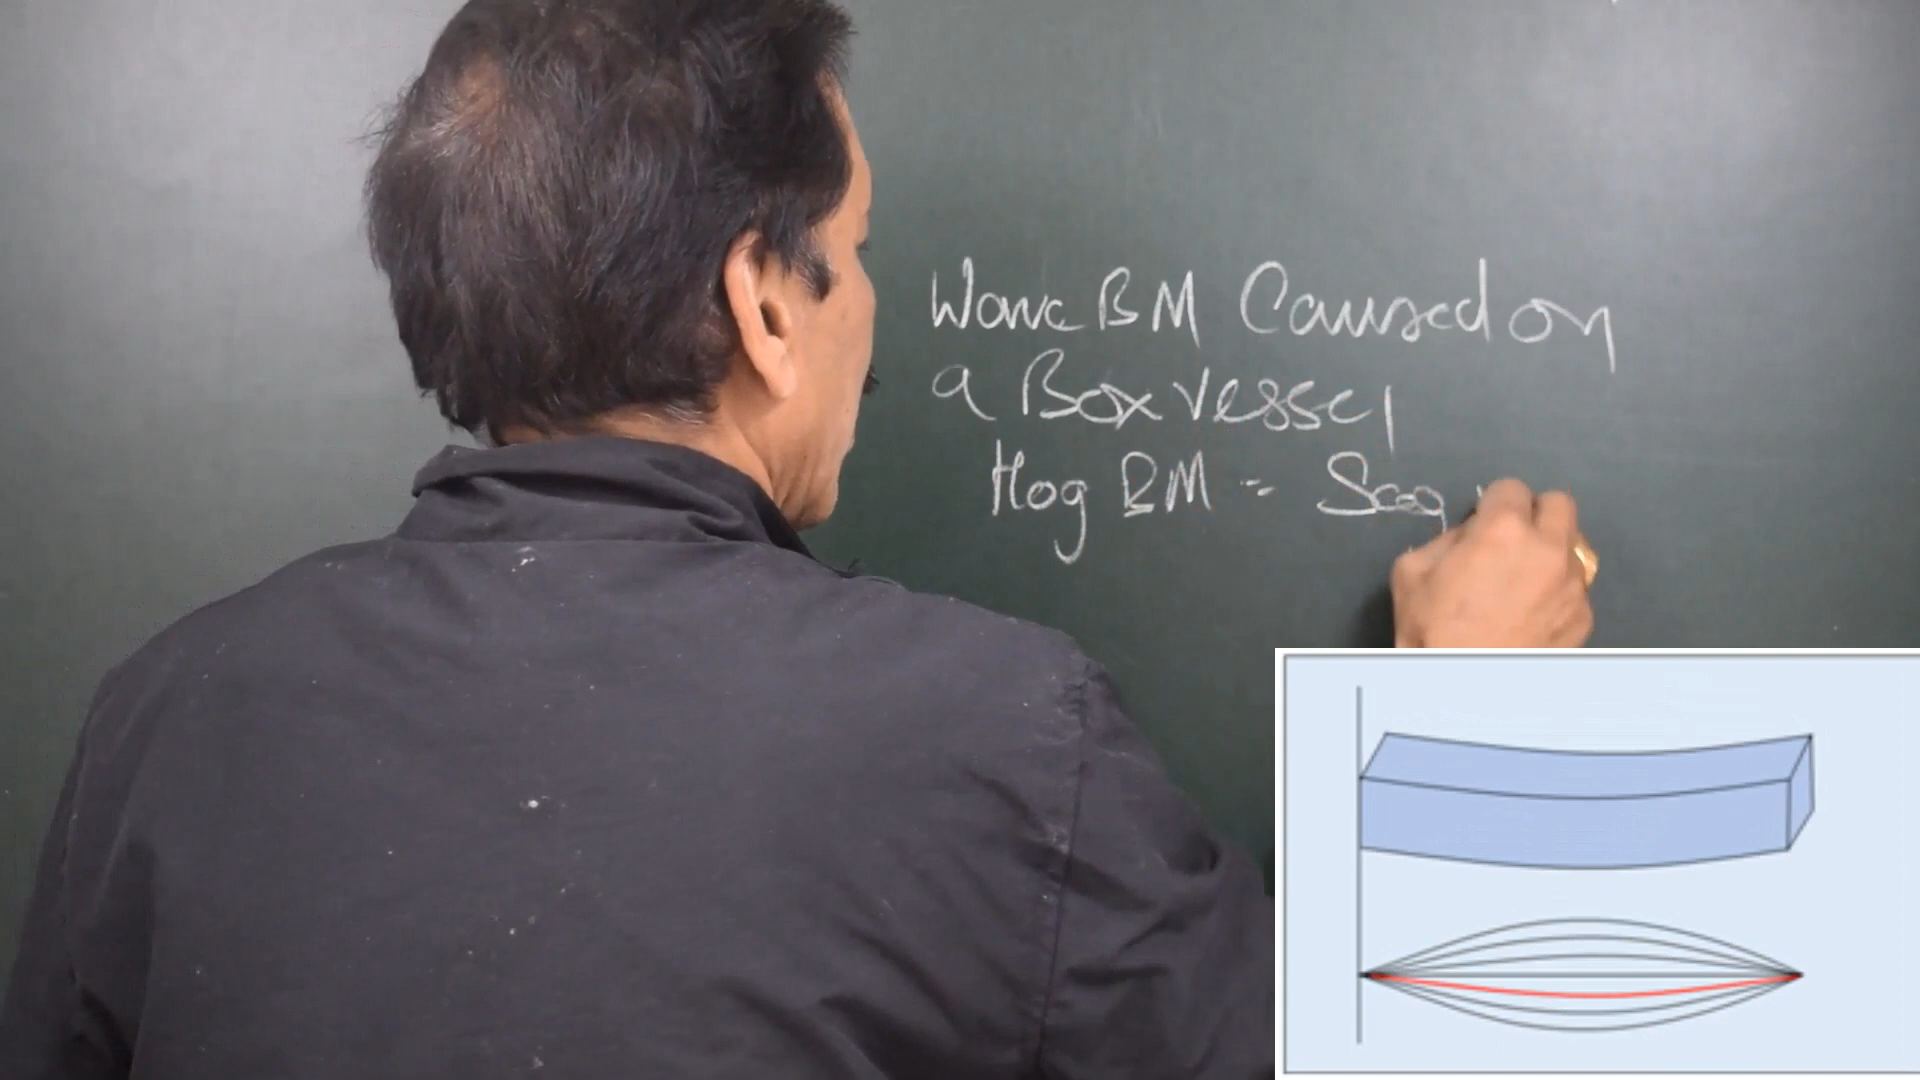 Wave BM Caused on
a Box vessel
Hog BM = Sag